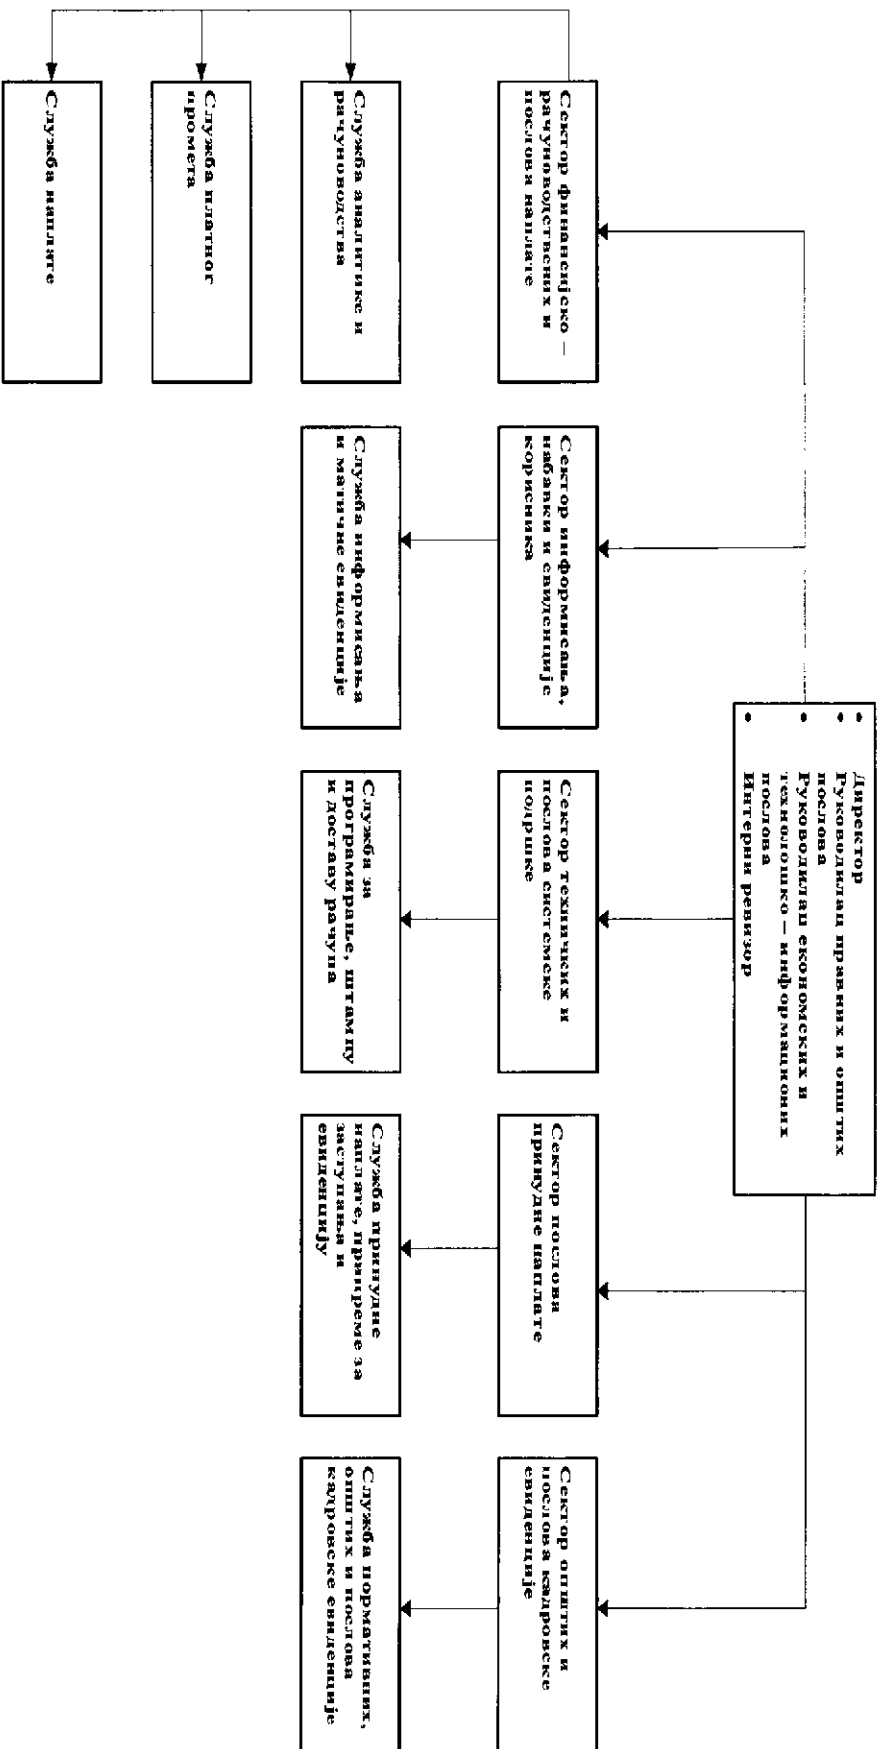 Директор
Руководилац правних и општих
послова
Руководилац економских и
технолошко – информационих
послова
Интерни ревизор
Сектор финансијско –
рачуноводствених и
послова наплате
Сектор информисања,
набавки и евиденције
корисника
Сектор техничких и
послова системске
подршке
Сектор послова
принудне наплате
Сектор општих и
послова кадровске
евиденције
Служба аналитике и
рачуноводства
Служба платног
промета
Служба наплате
Служба информисања
и матичне евиденције
Служба за
програмирање, штампу
и доставу рачуна
Служба принудне
наплате, припреме за
заступања и
евиденцију
Служба нормативних,
општих и послова
кадровске евиденције